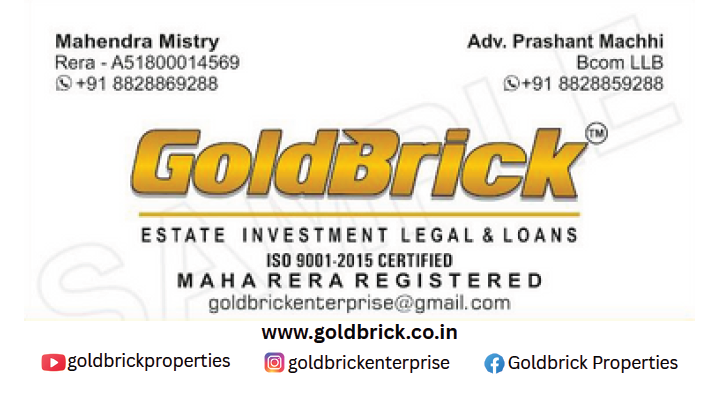 Mahendra Mistry
Rera - A51800014569
+91 8828869288
Adv. Prashant Machhi
Bcom LLB
+91 8828859288
GoldBrick TM
ESTATE INVESTMENT LEGAL & LOANS
ISO 9001-2015 CERTIFIED
MAHA RERA REGISTERED
goldbrickenterprise@gmail.com
SAMPLE
www.goldbrick.co.in
goldbrickproperties goldbrickenterprise Goldbrick Properties